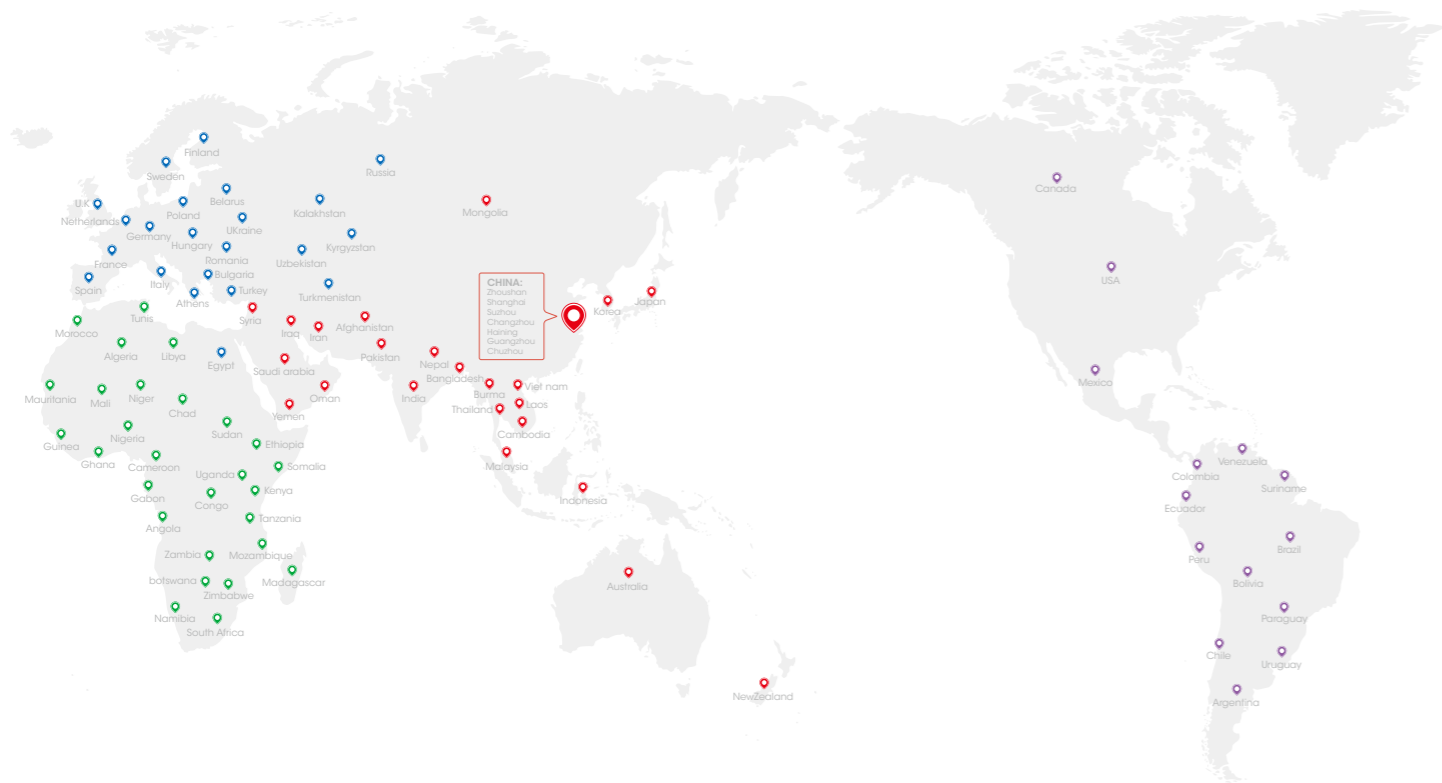 Finland
Sweden
Russia
Canada
U.K
Belarus
Poland
Kalakhstan
Mongolia
Netherlands
Germany
UKraine
Hungary
Kyrgyzstan
France
Romania
Uzbekistan
USA
Italy
Bulgaria
Spain
Athens
Turkey
Turkmenistan
CHINA:
Zhoushan
Shanghai
Suzhou
Changzhou
Haining
Guangzhou
Chuzhou
Korea
Japan
Tunis
Syria
Morocco
Iraq
Iran
Afghanistan
Algeria
Libya
Egypt
Pakistan
Saudi arabia
Nepal
Bangladesh
Mexico
Mauritania
Mali
Niger
Chad
Oman
India
Burma
Viet nam
Yemen
Thailand
Laos
Nigeria
Sudan
Cambodia
Guinea
Ghana
Cameroon
Ethiopia
Somalia
Malaysia
Venezuela
Colombia
Uganda
Kenya
Gabon
Congo
Indonesia
Suriname
Ecuador
Angola
Tanzania
Zambia
Mozambique
Brazil
Peru
botswana
Zimbabwe
Madagascar
Australia
Bolivia
Namibia
South Africa
Paraguay
Chile
Uruguay
NewZealand
Argentina